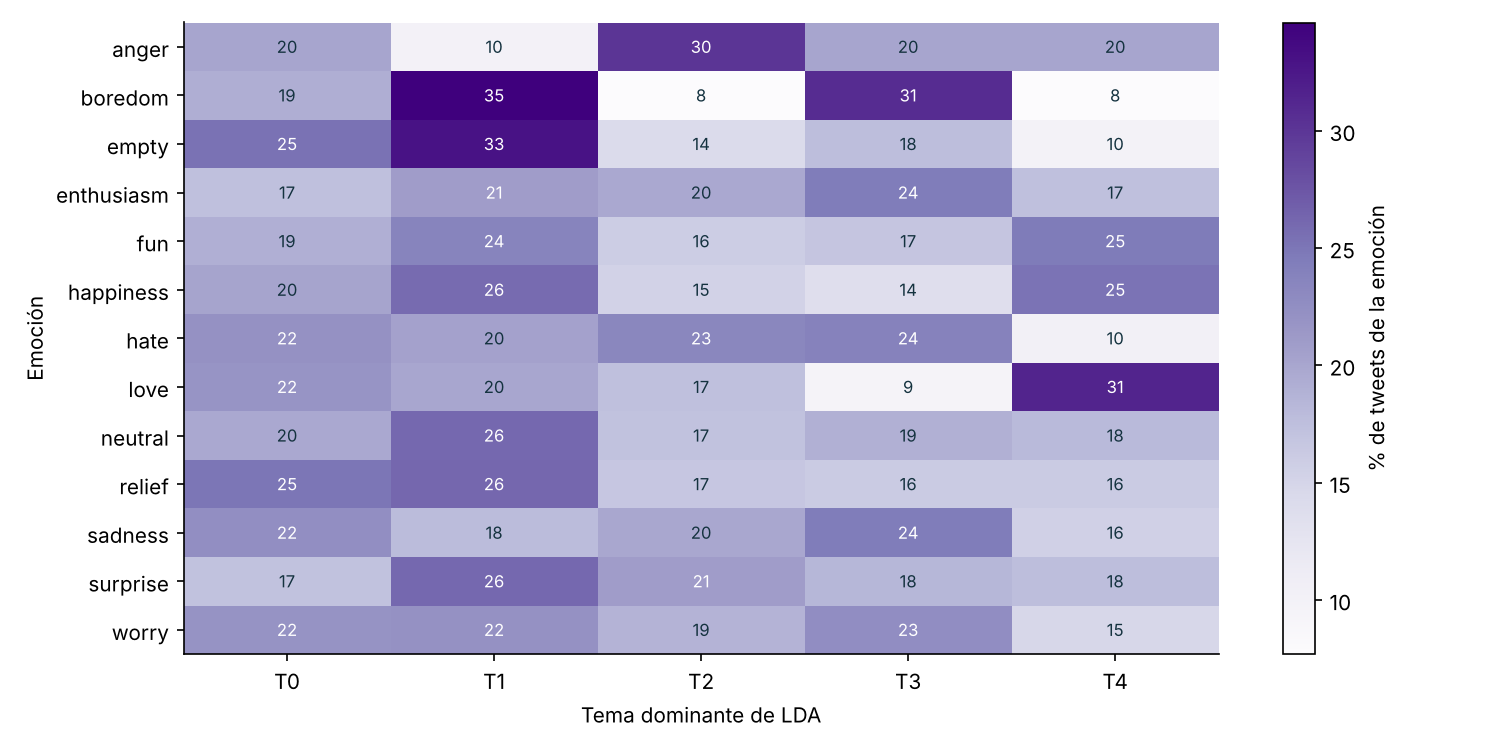 anger 20 10 30 20 20
boredom 19 35 8 31 8
empty 25 33 14 18 10
enthusiasm 17 21 20 24 17
fun 19 24 16 17 25
happiness 20 26 15 14 25
hate 22 20 23 24 10
love 22 20 17 9 31
neutral 20 26 17 19 18
relief 25 26 17 16 16
sadness 22 18 20 24 16
surprise 17 26 21 18 18
worry 22 22 19 23 15
T0 T1 T2 T3 T4
Tema dominante de LDA
Emoción
30
25
20
15
10
% de tweets de la emoción